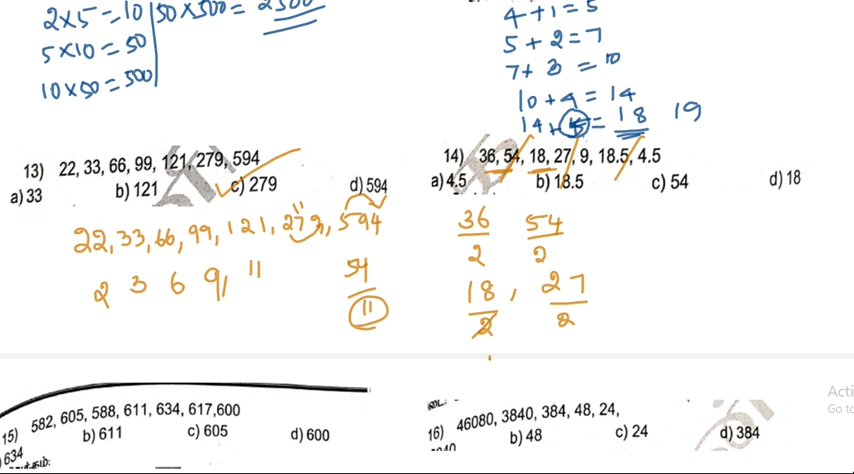 2×5=10
50×500=
5×10=50
10×50=500
4+1=5
5+2=7
7+3=10
10+4=14
=18 19
13) 22, 33, 66, 99, 121, 279, 594
a) 33 b) 121 c) 279 d) 594
22, 33, 66, 99, 121, 279, 594
2 3 6 9, 11
54
11
14) 36, 54, 18, 27, 9, 18.5, 4.5
a) 4.5 b) 18.5 c) 54 d) 18
36 54
2 2
18, 27
2 2
15) 582, 605, 588, 611, 634, 617,600
634 b) 611 c) 605 d) 600
16) 46080, 3840, 384, 48, 24,
b) 48 c) 24 d) 384
Acti
Go to